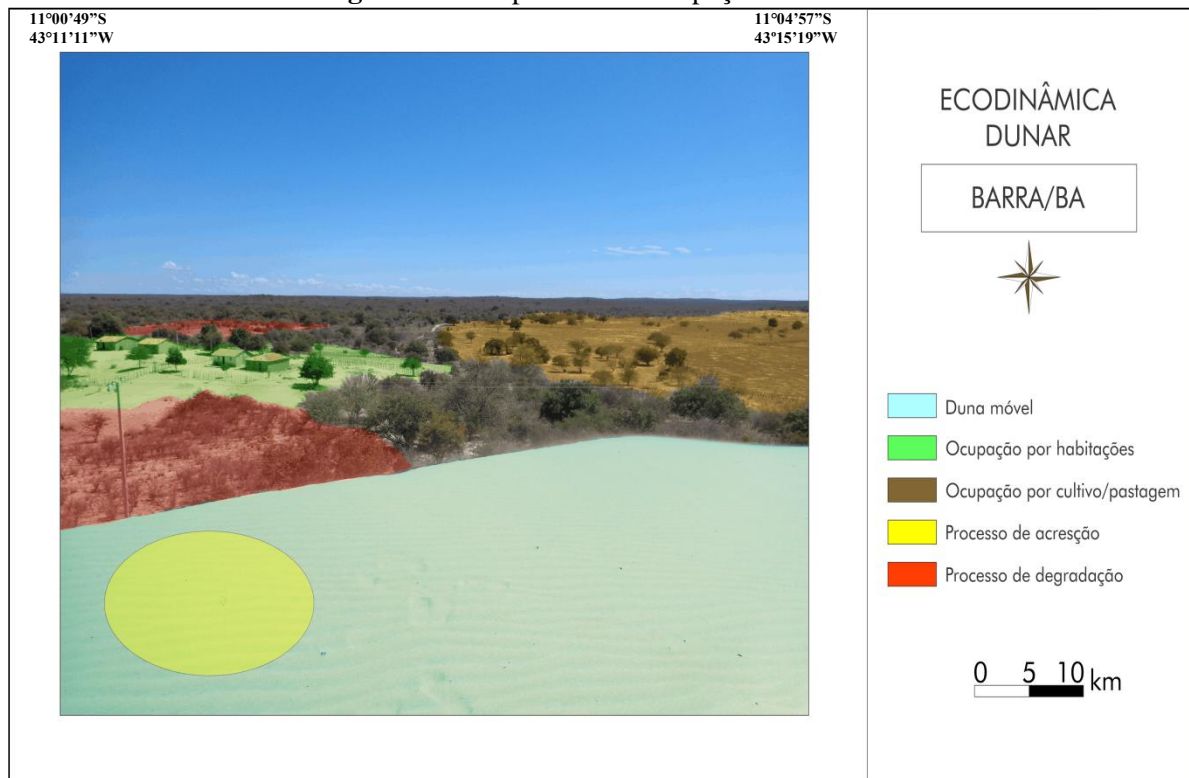 11°00'49”S
43°11'11”W
11°04'57”S
43°15'19”W
ECODINÂMICA
DUNAR
BARRA/BA
Duna móvel
Ocupação por habitações
Ocupação por cultivo/pastagem
Processo de acresção
Processo de degradação
0 5 10 km